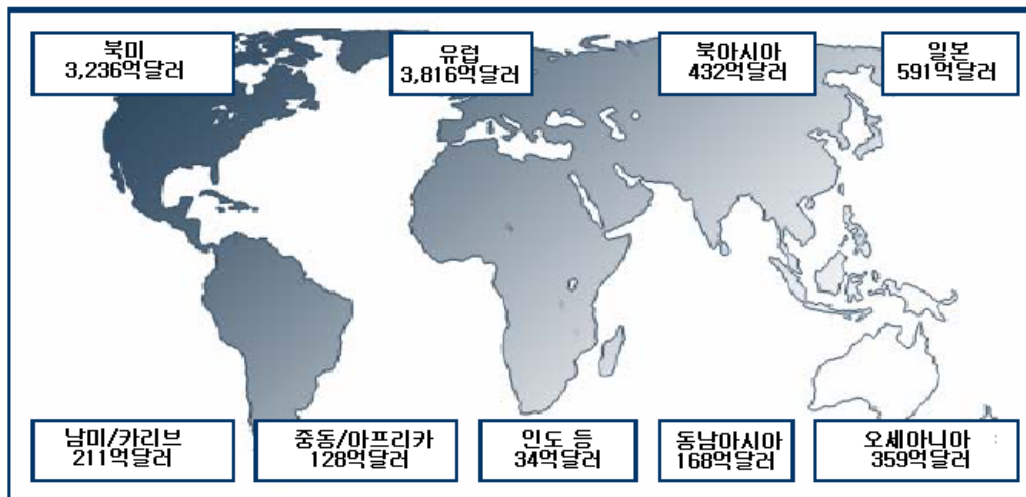 북미
3,236억달러
유럽
3,816억달러
북아시아
432억달러
일본
591억달러
남미/카리브
211억달러
중동/아프리카
128억달러
인도 등
34억달러
동남아시아
168억달러
오세아니아
359억달러